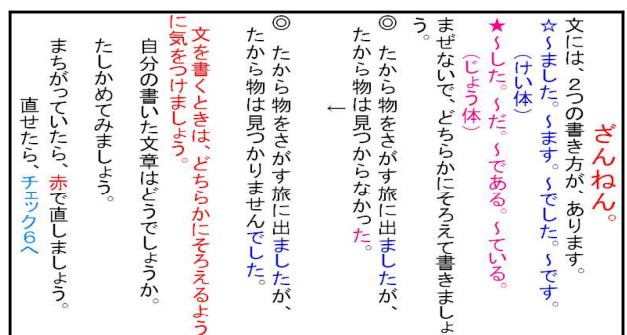 ざんねん。
文には、2つの書き方が、あります。
☆～ました。～ます。～でした。～です。
（けい体）
★～した。～だ。～である。～ている。
（じょう体）
まぜないで、どちらかにそろえて書きましょ
う。
◎　たから物をさがす旅に出ましたが、
たから物は見つからなかった。
↓
◎　たから物をさがす旅に出ましたが、
たから物は見つかりませんでした。
文を書くときは、どちらかにそろえるよう
に気をつけましょう。
自分の書いた文章はどうでしょうか。
たしかめてみましょう。
まちがっていたら、赤で直しましょう。
直せたら、チェック6へ